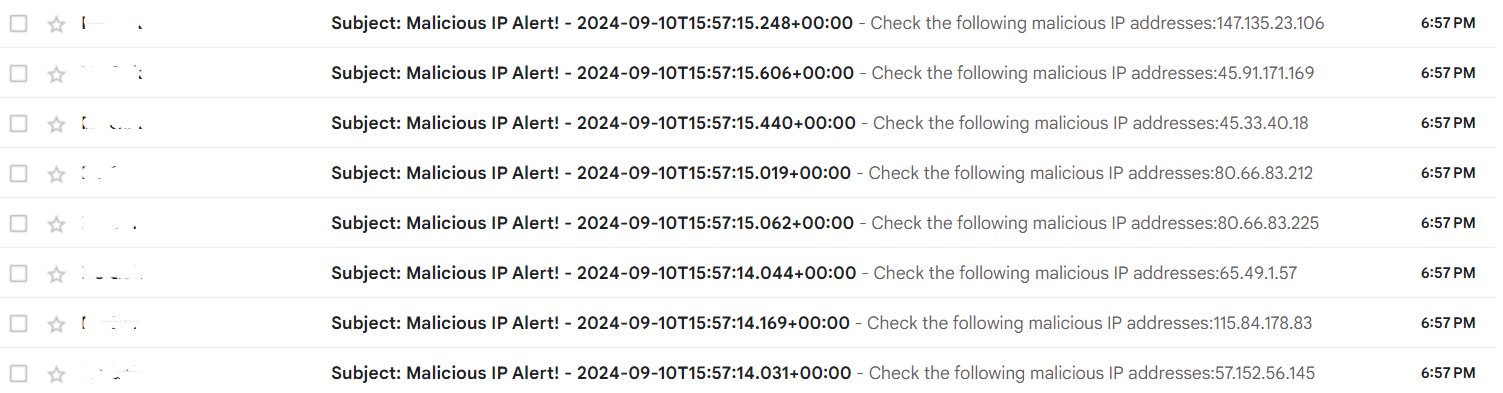 Subject: Malicious IP Alert! - 2024-09-10T15:57:15.248+00:00 - Check the following malicious IP addresses:147.135.23.106 6:57 PM
Subject: Malicious IP Alert! - 2024-09-10T15:57:15.606+00:00 - Check the following malicious IP addresses:45.91.171.169 6:57 PM
Subject: Malicious IP Alert! - 2024-09-10T15:57:15.440+00:00 - Check the following malicious IP addresses:45.33.40.18 6:57 PM
Subject: Malicious IP Alert! - 2024-09-10T15:57:15.019+00:00 - Check the following malicious IP addresses:80.66.83.212 6:57 PM
Subject: Malicious IP Alert! - 2024-09-10T15:57:15.062+00:00 - Check the following malicious IP addresses:80.66.83.225 6:57 PM
Subject: Malicious IP Alert! - 2024-09-10T15:57:14.044+00:00 - Check the following malicious IP addresses:65.49.1.57 6:57 PM
Subject: Malicious IP Alert! - 2024-09-10T15:57:14.169+00:00 - Check the following malicious IP addresses:115.84.178.83 6:57 PM
Subject: Malicious IP Alert! - 2024-09-10T15:57:14.031+00:00 - Check the following malicious IP addresses:57.152.56.145 6:57 PM